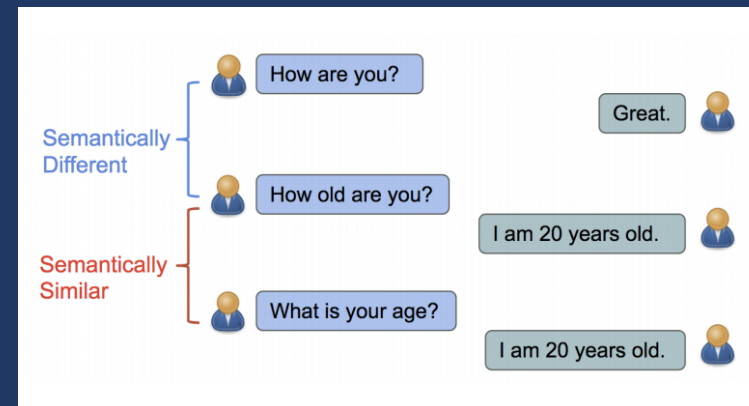 How are you?
Great.
Semantically
Different
How old are you?
I am 20 years old.
Semantically
Similar
What is your age?
I am 20 years old.